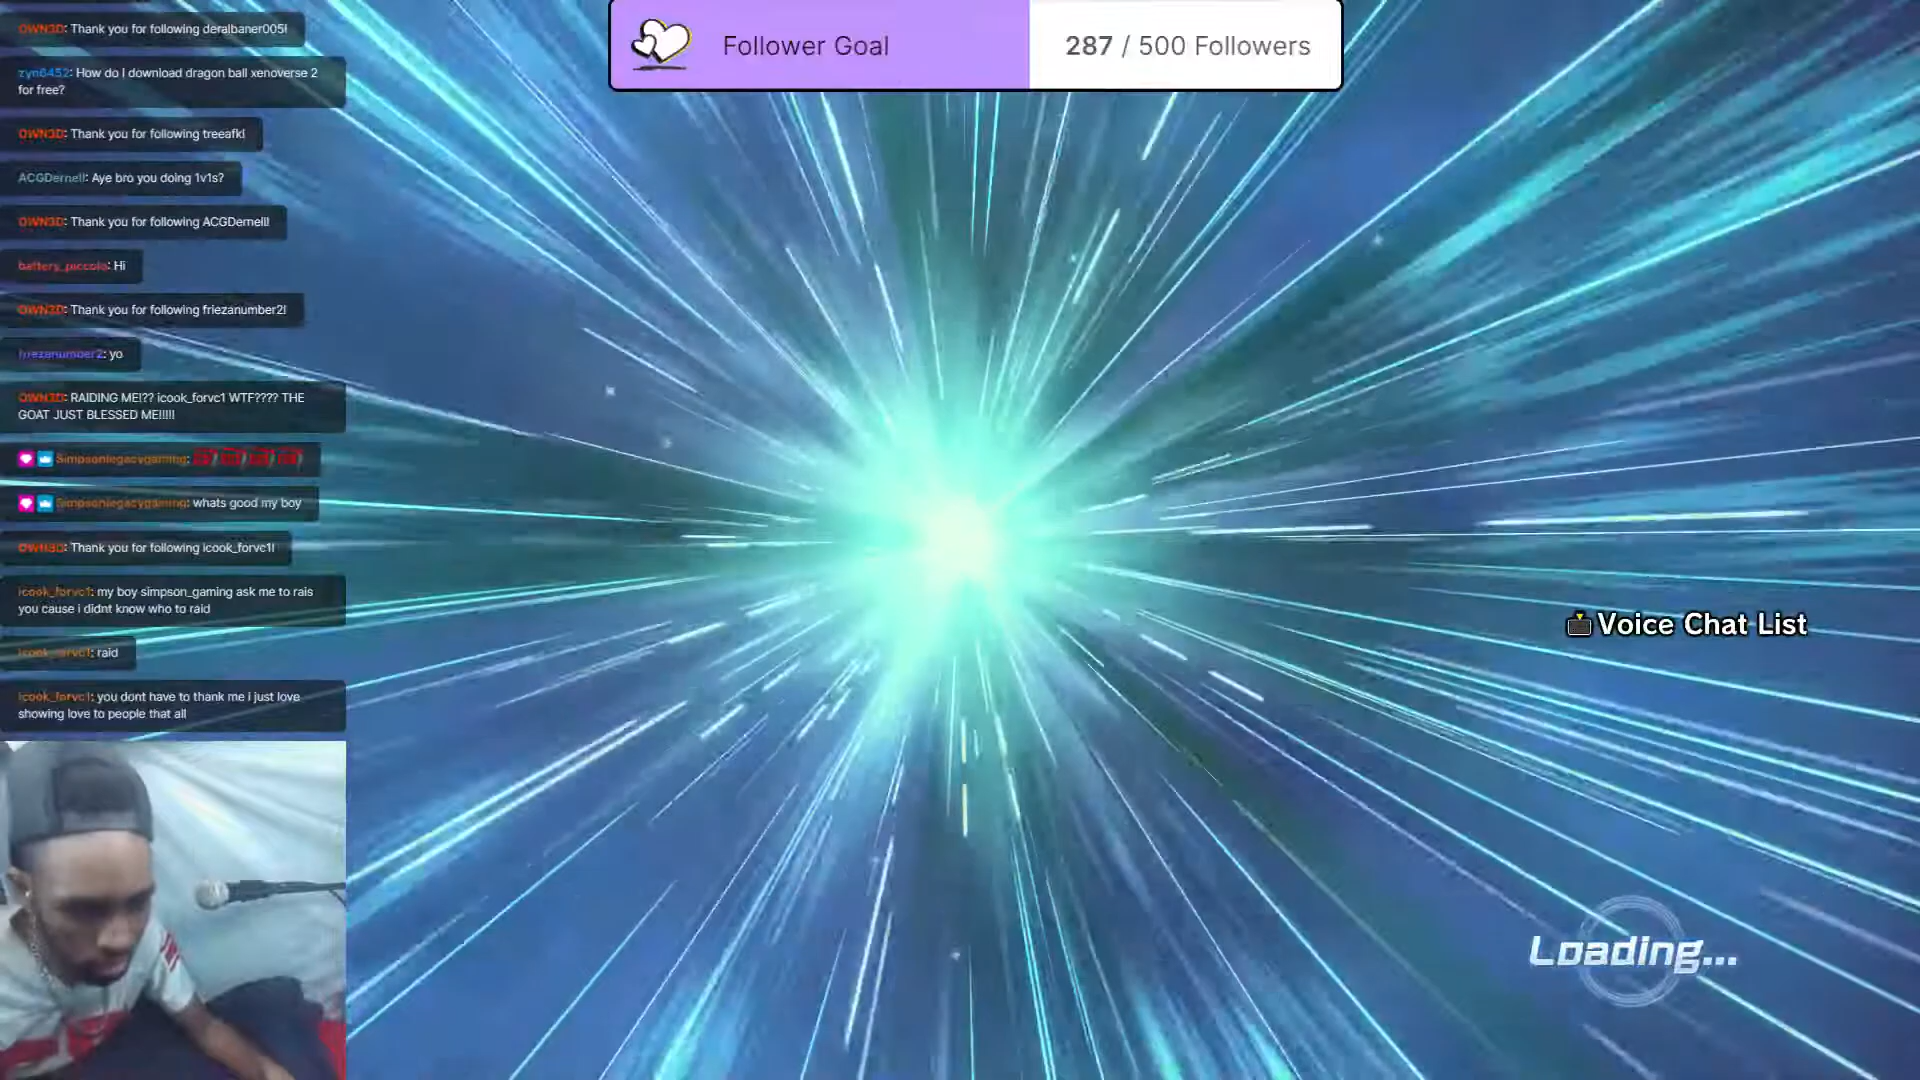 OWN3D: Thank you for following deralbaner005!
zyn6452: How do I download dragon ball xenoverse 2
for free?
OWN3D: Thank you for following treeafk!
ACGDernell: Aye bro you doing 1v1s?
OWN3D: Thank you for following ACGDernell!
battery_piccolo: Hi
OWN3D: Thank you for following friezanumber2!
friezanumber2: yo
OWN3D: RAIDING ME!?? icook_forvc1 WTF???? THE
GOAT JUST BLESSED ME!!!!!
Simpsonlegacygaming:
Simpsonlegacygaming: whats good my boy
OWN3D: Thank you for following icook_forvc1!
icook_forvc1: my boy simpson_gaming ask me to rais
you cause i didnt know who to raid
icook_forvc1: raid
icook_forvc1: you dont have to thank me i just love
showing love to people that all
Follower Goal
287 / 500 Followers
Voice Chat List
Loading...